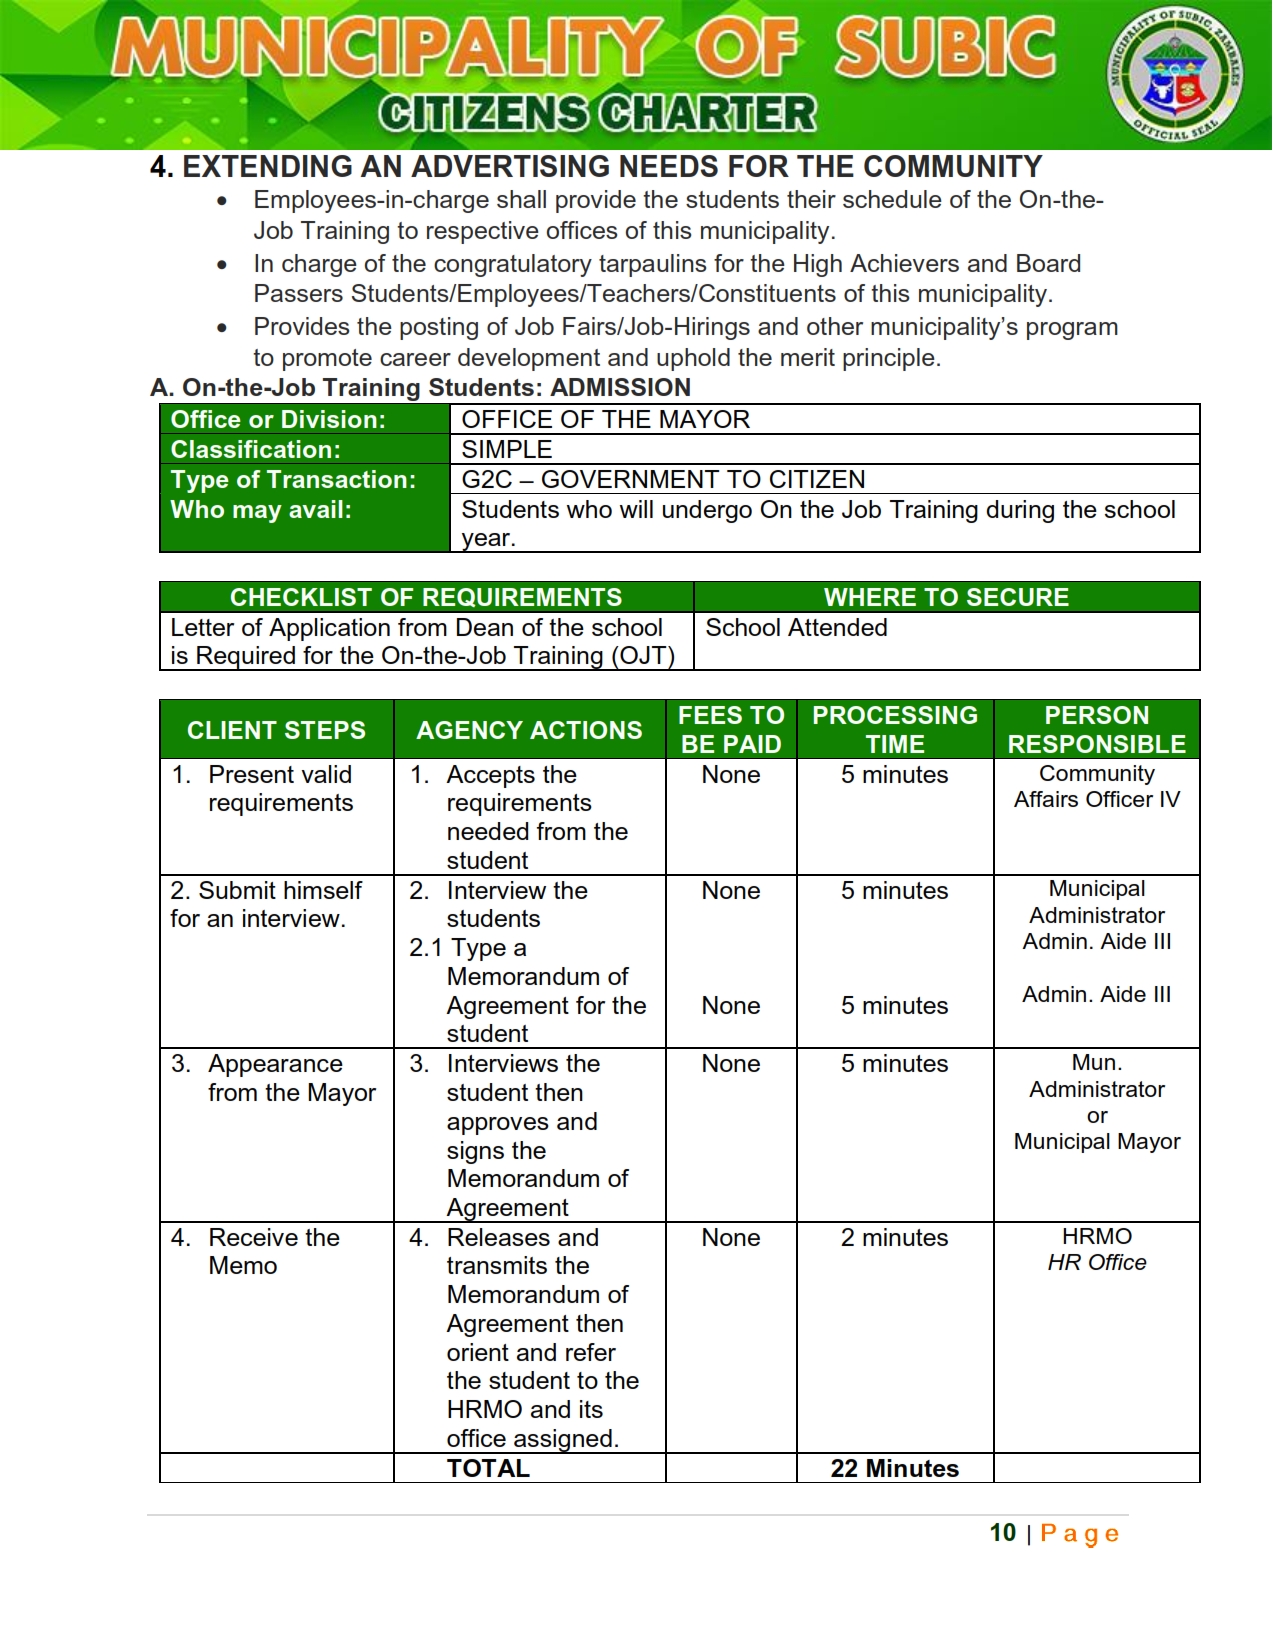 MUNICIPALITY OF SUBIC
CITIZENS CHARTER
MUNICIPALITY OF SUBIC, ZAMBALES
OFFICIAL SEAL
4. EXTENDING AN ADVERTISING NEEDS FOR THE COMMUNITY
• Employees-in-charge shall provide the students their schedule of the On-the-
Job Training to respective offices of this municipality.
• In charge of the congratulatory tarpaulins for the High Achievers and Board
Passers Students/Employees/Teachers/Constituents of this municipality.
• Provides the posting of Job Fairs/Job-Hirings and other municipality’s program
to promote career development and uphold the merit principle.
A. On-the-Job Training Students: ADMISSION
Office or Division: OFFICE OF THE MAYOR
Classification: SIMPLE
Type of Transaction: G2C – GOVERNMENT TO CITIZEN
Who may avail: Students who will undergo On the Job Training during the school
year.
CHECKLIST OF REQUIREMENTS WHERE TO SECURE
Letter of Application from Dean of the school
is Required for the On-the-Job Training (OJT)
School Attended
CLIENT STEPS
AGENCY ACTIONS
FEES TO
BE PAID
PROCESSING
TIME
PERSON
RESPONSIBLE
1. Present valid
requirements
1. Accepts the
requirements
needed from the
student
None
5 minutes
Community
Affairs Officer IV
2. Submit himself
for an interview.
2. Interview the
students
2.1 Type a
Memorandum of
Agreement for the
student
None
None
5 minutes
5 minutes
Municipal
Administrator
Admin. Aide III
Admin. Aide III
3. Appearance
from the Mayor
3. Interviews the
student then
approves and
signs the
Memorandum of
Agreement
None
5 minutes
Mun.
Administrator
or
Municipal Mayor
4. Receive the
Memo
4. Releases and
transmits the
Memorandum of
Agreement then
orient and refer
the student to the
HRMO and its
office assigned.
None
2 minutes
HRMO
HR Office
TOTAL
22 Minutes
10 | Page